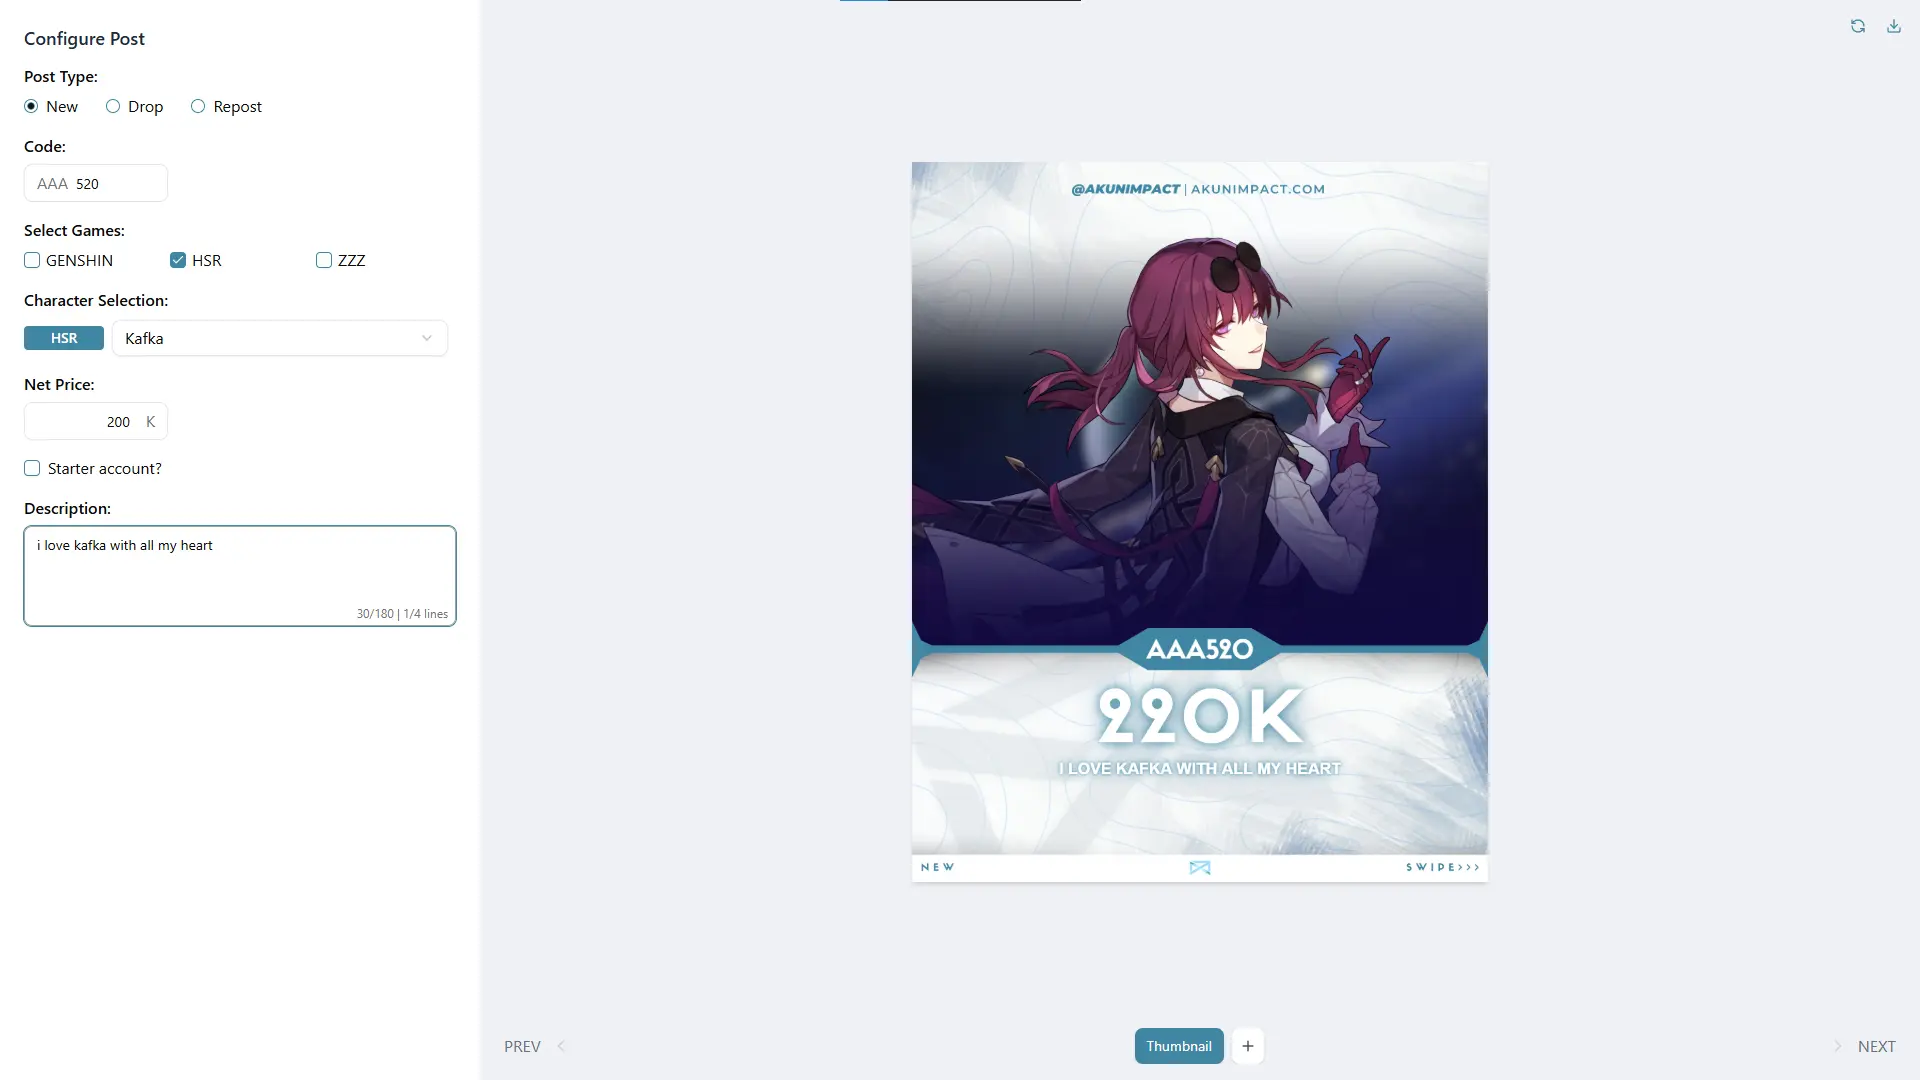 Configure Post
Post Type:
New Drop Repost
Code:
AAA 520
Select Games:
GENSHIN HSR ZZZ
Character Selection:
HSR Kafka
Net Price:
200 K
Starter account?
Description:
i love kafka with all my heart
30/180 | 1/4 lines
@AKUNIMPACT | AKUNIMPACT.COM
AAA520
220K
I LOVE KAFKA WITH ALL MY HEART
NEW SWIPE>>>
PREV < Thumbnail + > NEXT